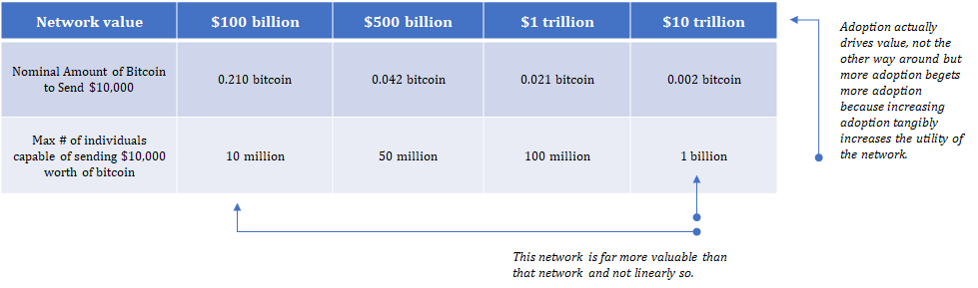 Network value $100 billion $500 billion $1 trillion $10 trillion
Nominal Amount of Bitcoin
to Send $10,000
0.210 bitcoin 0.042 bitcoin 0.021 bitcoin 0.002 bitcoin
Max # of individuals
capable of sending $10,000
worth of bitcoin
10 million 50 million 100 million 1 billion
Adoption actually
drives value, not the
other way around but
more adoption begets
more adoption
because increasing
adoption tangibly
increases the utility of
the network.
This network is far more valuable than
that network and not linearly so.